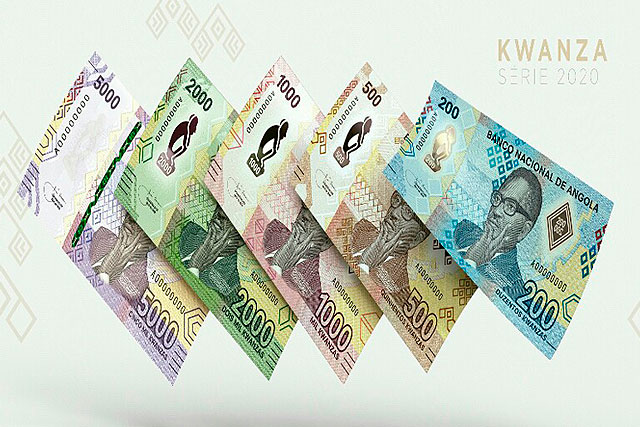 KWANZA
SERIE 2020
5000
A00000000
5000
CINCO MIL KWANZAS
2000
A00000000
2000
DOIS MIL KWANZAS
1000
A00000000
1000
MIL KWANZAS
500
A00000000
A00000000
500
QUINHENTOS KWANZAS
200
BANCO NACIONAL DE ANGOLA
A00000000
200
DUZENTOS KWANZAS